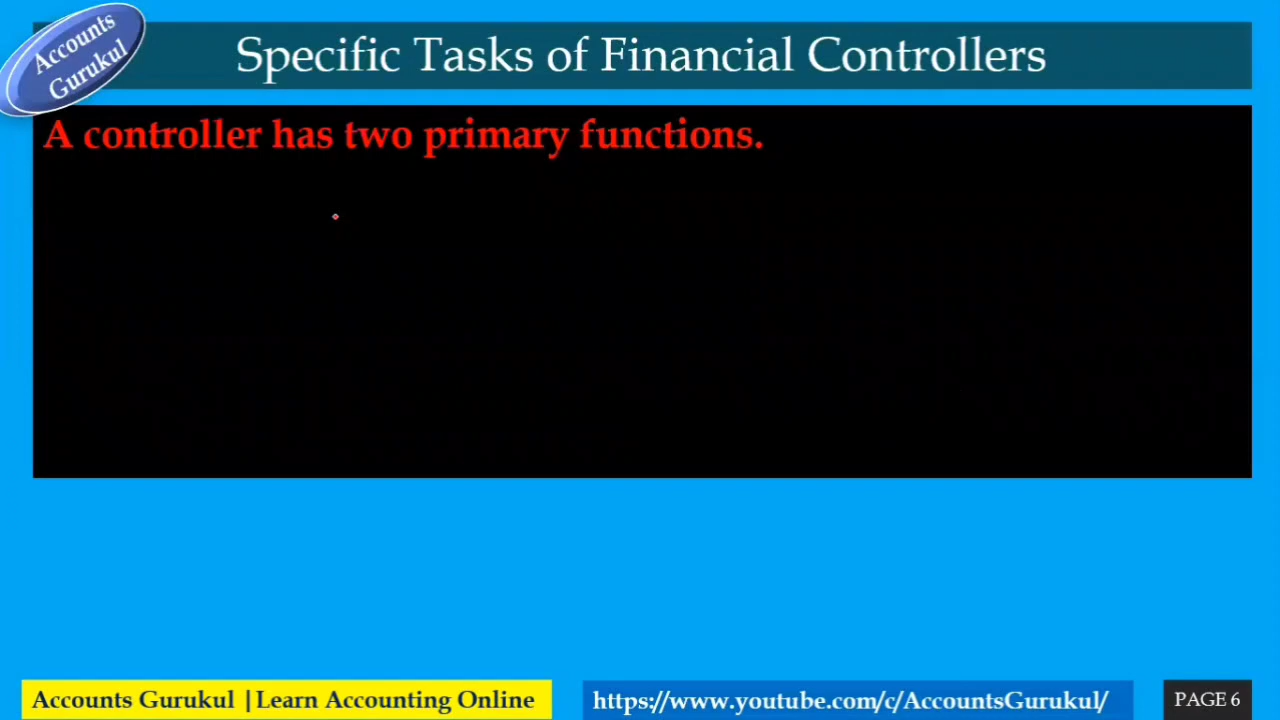 Accounts
Gurukul
Specific Tasks of Financial Controllers
A controller has two primary functions.
Accounts Gurukul |Learn Accounting Online
https://www.youtube.com/c/AccountsGurukul/
PAGE 6